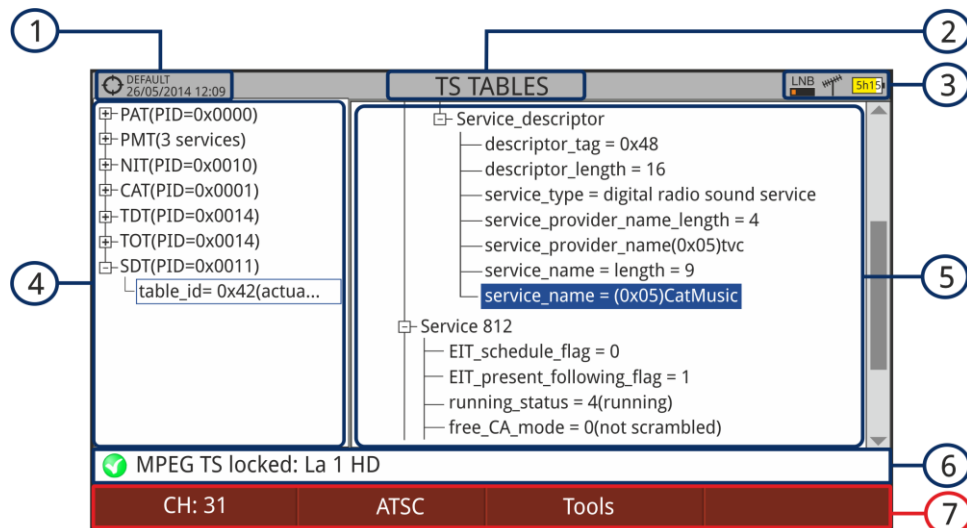 1
2
3
DEFAULT
26/05/2014 12:09
TS TABLES
LNB
5h15
PAT(PID=0x0000)
PMT(3 services)
NIT(PID=0x0010)
CAT(PID=0x0001)
TDT(PID=0x0014)
TOT(PID=0x0014)
SDT(PID=0x0011)
table_id= 0x42(actua...
4
Service_descriptor
descriptor_tag = 0x48
descriptor_length = 16
service_type = digital radio sound service
service_provider_name_length = 4
service_provider_name(0x05)tvc
service_name = length = 9
service_name = (0x05)CatMusic
Service 812
EIT_schedule_flag = 0
EIT_present_following_flag = 1
running_status = 4(running)
free_CA_mode = 0(not scrambled)
5
MPEG TS locked: La 1 HD
6
CH: 31 ATSC Tools
7